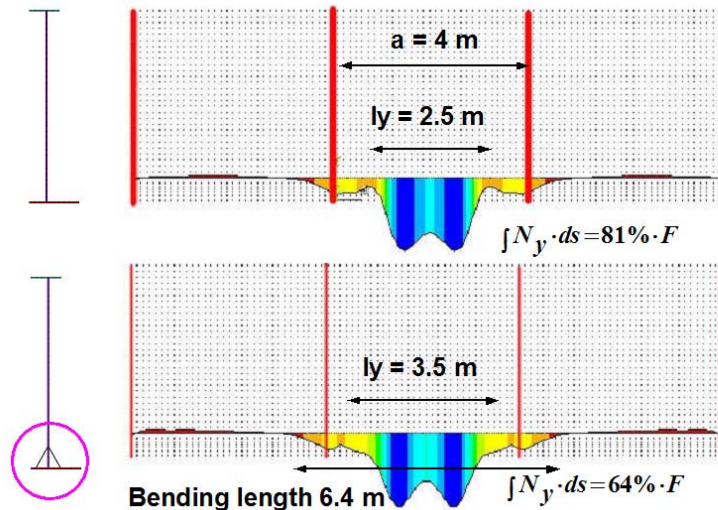 a = 4 m
ly = 2.5 m
∫ N_y · ds = 81% · F
ly = 3.5 m
Bending length 6.4 m
∫ N_y · ds = 64% · F